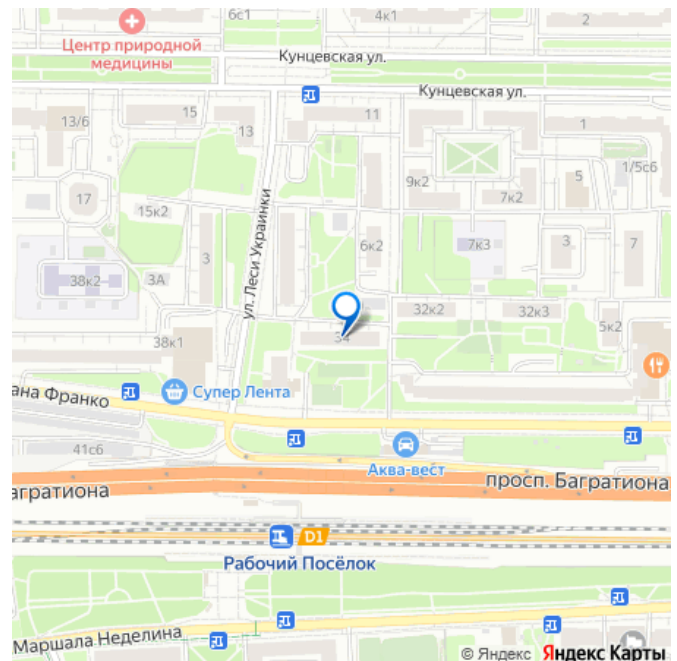 6с1
4к1
2
Центр природной
медицины
Кунцевская ул.
Кунцевская ул.
13/6
15
13
11
1
1/5с6
17
15к2
9к2
7к2
5
ул. Леси Украинки
3
6к2
7к3
3
7
38к2
3А
32к2
32к3
5к2
34
38к1
Супер Лента
ана Франко
41с6
Аква-вест
просп. Багратиона
агратиона
D1
Рабочий Посёлок
Маршала Неделина
© Яндекс Яндекс Карты